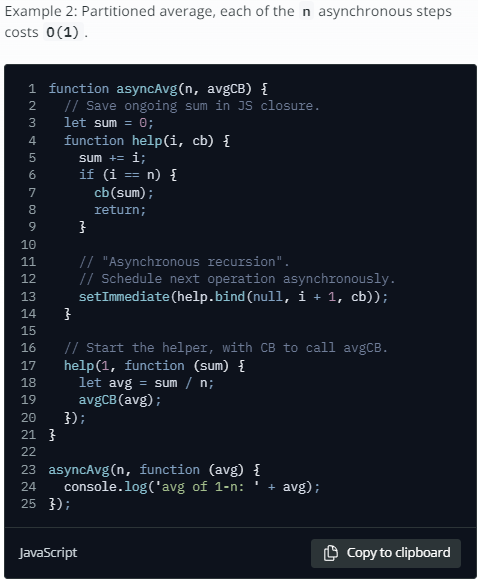 Example 2: Partitioned average, each of the n asynchronous steps
costs O(1) .
1 function asyncAvg(n, avgCB) {
2   // Save ongoing sum in JS closure.
3   let sum = 0;
4   function help(i, cb) {
5     sum += i;
6     if (i == n) {
7       cb(sum);
8       return;
9     }
10
11     // "Asynchronous recursion".
12     // Schedule next operation asynchronously.
13     setImmediate(help.bind(null, i + 1, cb));
14   }
15
16   // Start the helper, with CB to call avgCB.
17   help(1, function (sum) {
18     let avg = sum / n;
19     avgCB(avg);
20   });
21 }
22
23 asyncAvg(n, function (avg) {
24   console.log('avg of 1-n: ' + avg);
25 });
JavaScript
Copy to clipboard